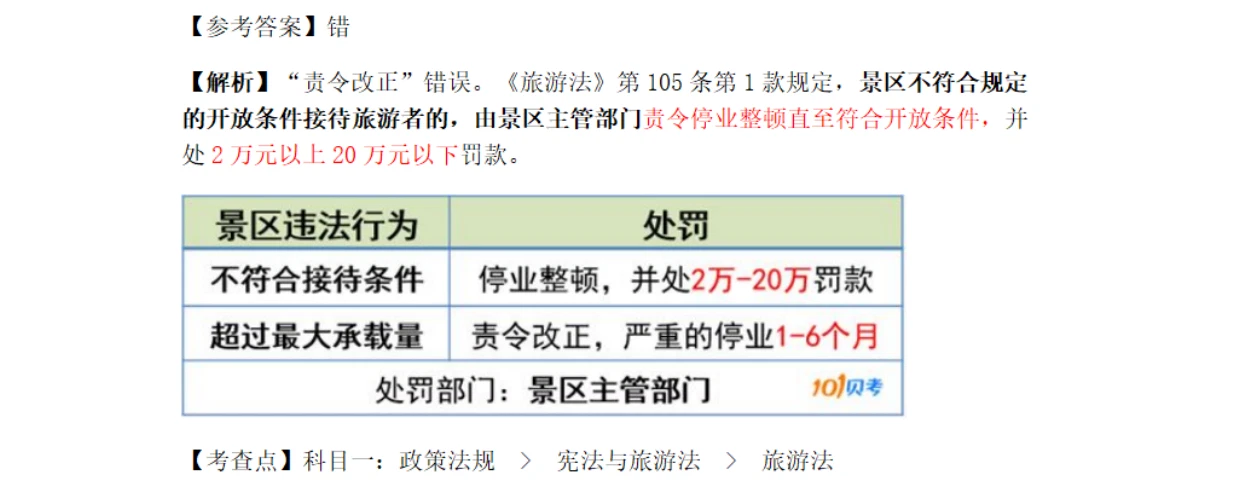 【参考答案】错
【解析】“责令改正”错误。《旅游法》第 105 条第 1 款规定，景区不符合规定
的开放条件接待旅游者的，由景区主管部门责令停业整顿直至符合开放条件，并
处 2 万元以上 20 万元以下罚款。
景区违法行为 处罚
不符合接待条件 停业整顿，并处2万-20万罚款
超过最大承载量 责令改正，严重的停业1-6个月
处罚部门：景区主管部门 101贝考
【考查点】科目一：政策法规 > 宪法与旅游法 > 旅游法